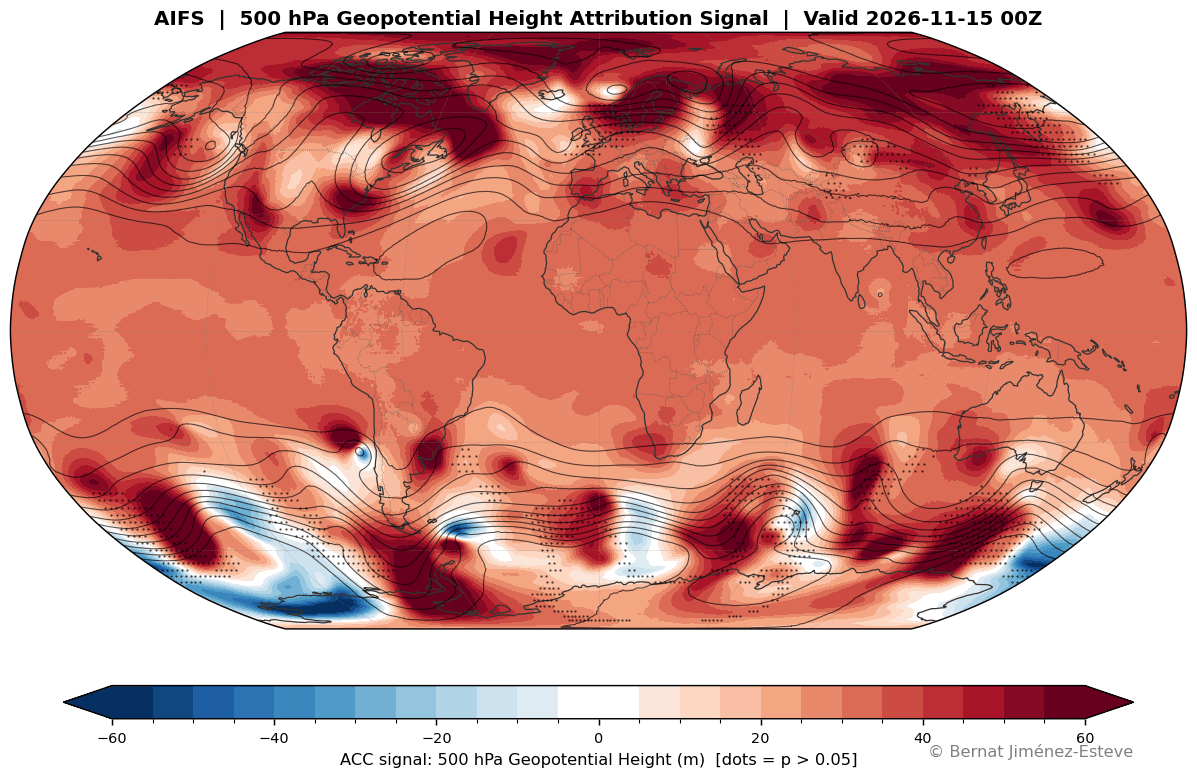 AIFS | 500 hPa Geopotential Height Attribution Signal | Valid 2026-11-15 00Z
−60 −40 −20 0 20 40 60
ACC signal: 500 hPa Geopotential Height (m) [dots = p > 0.05]
© Bernat Jiménez-Esteve